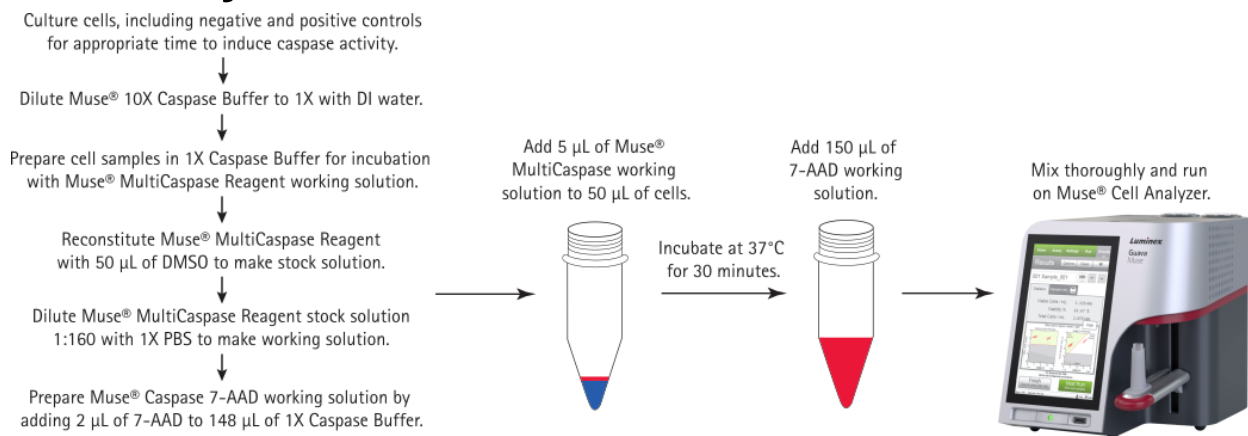 Culture cells, including negative and positive controls
for appropriate time to induce caspase activity.
Dilute Muse® 10X Caspase Buffer to 1X with DI water.
Prepare cell samples in 1X Caspase Buffer for incubation
with Muse® MultiCaspase Reagent working solution.
Reconstitute Muse® MultiCaspase Reagent
with 50 µL of DMSO to make stock solution.
Dilute Muse® MultiCaspase Reagent stock solution
1:160 with 1X PBS to make working solution.
Prepare Muse® Caspase 7-AAD working solution by
adding 2 µL of 7-AAD to 148 µL of 1X Caspase Buffer.
Add 5 µL of Muse®
MultiCaspase working
solution to 50 µL of cells.
Incubate at 37°C
for 30 minutes.
Add 150 µL of
7-AAD working
solution.
Mix thoroughly and run
on Muse® Cell Analyzer.
Luminex
Guava
Muse
Results